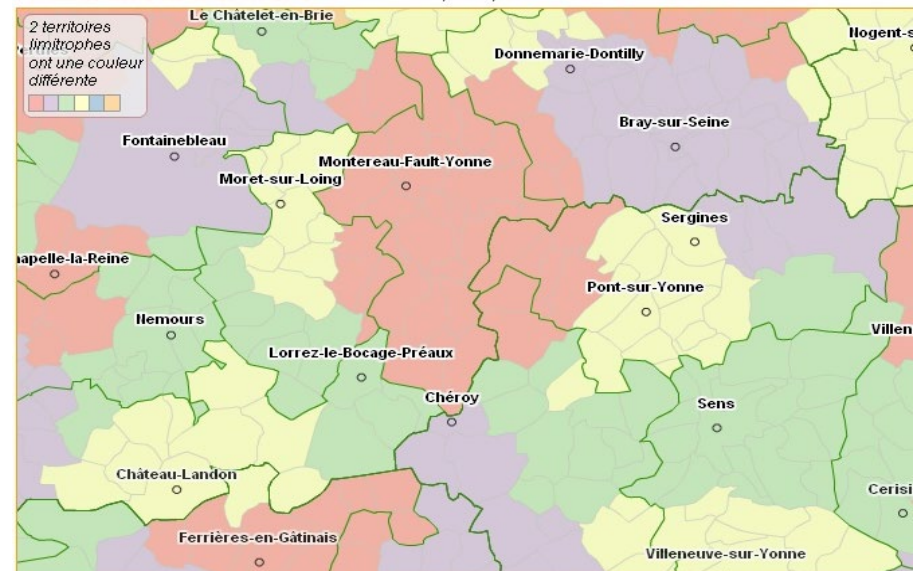 Le Châtelet-en-Brie
2 territoires
limitrophes
ont une couleur
différente
Nogent-s
Donnemarie-Dontilly
Bray-sur-Seine
Fontainebleau
Montereau-Fault-Yonne
Moret-sur-Loing
Sergines
hapelle-la-Reine
Pont-sur-Yonne
Nemours
Villen
Lorrez-le-Bocage-Préaux
Chéroy
Sens
Château-Landon
Cerisi
Ferrières-en-Gâtinais
Villeneuve-sur-Yonne